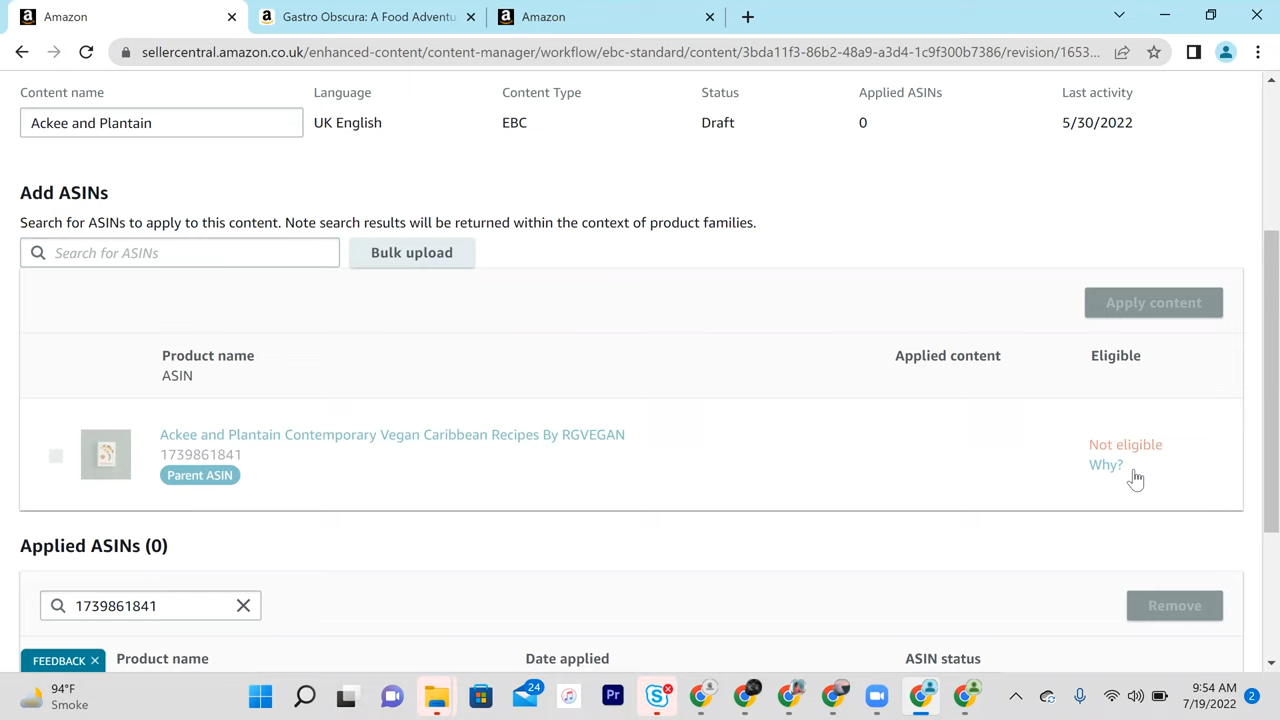 Amazon
Gastro Obscura: A Food Adventu
Amazon
sellercentral.amazon.co.uk/enhanced-content/content-manager/workflow/ebc-standard/content/3bda11f3-86b2-48a9-a3d4-1c9f300b7386/revision/1653...
Content name
Language
Content Type
Status
Applied ASINs
Last activity
Ackee and Plantain
UK English
EBC
Draft
0
5/30/2022
Add ASINs
Search for ASINs to apply to this content. Note search results will be returned within the context of product families.
Search for ASINs
Bulk upload
Apply content
Product name
ASIN
Applied content
Eligible
Ackee and Plantain Contemporary Vegan Caribbean Recipes By RGVEGAN
1739861841
Parent ASIN
Not eligible
Why?
Applied ASINs (0)
1739861841
Remove
FEEDBACK
Product name
Date applied
ASIN status
94°F
Smoke
24
Pr
9:54 AM
7/19/2022
2